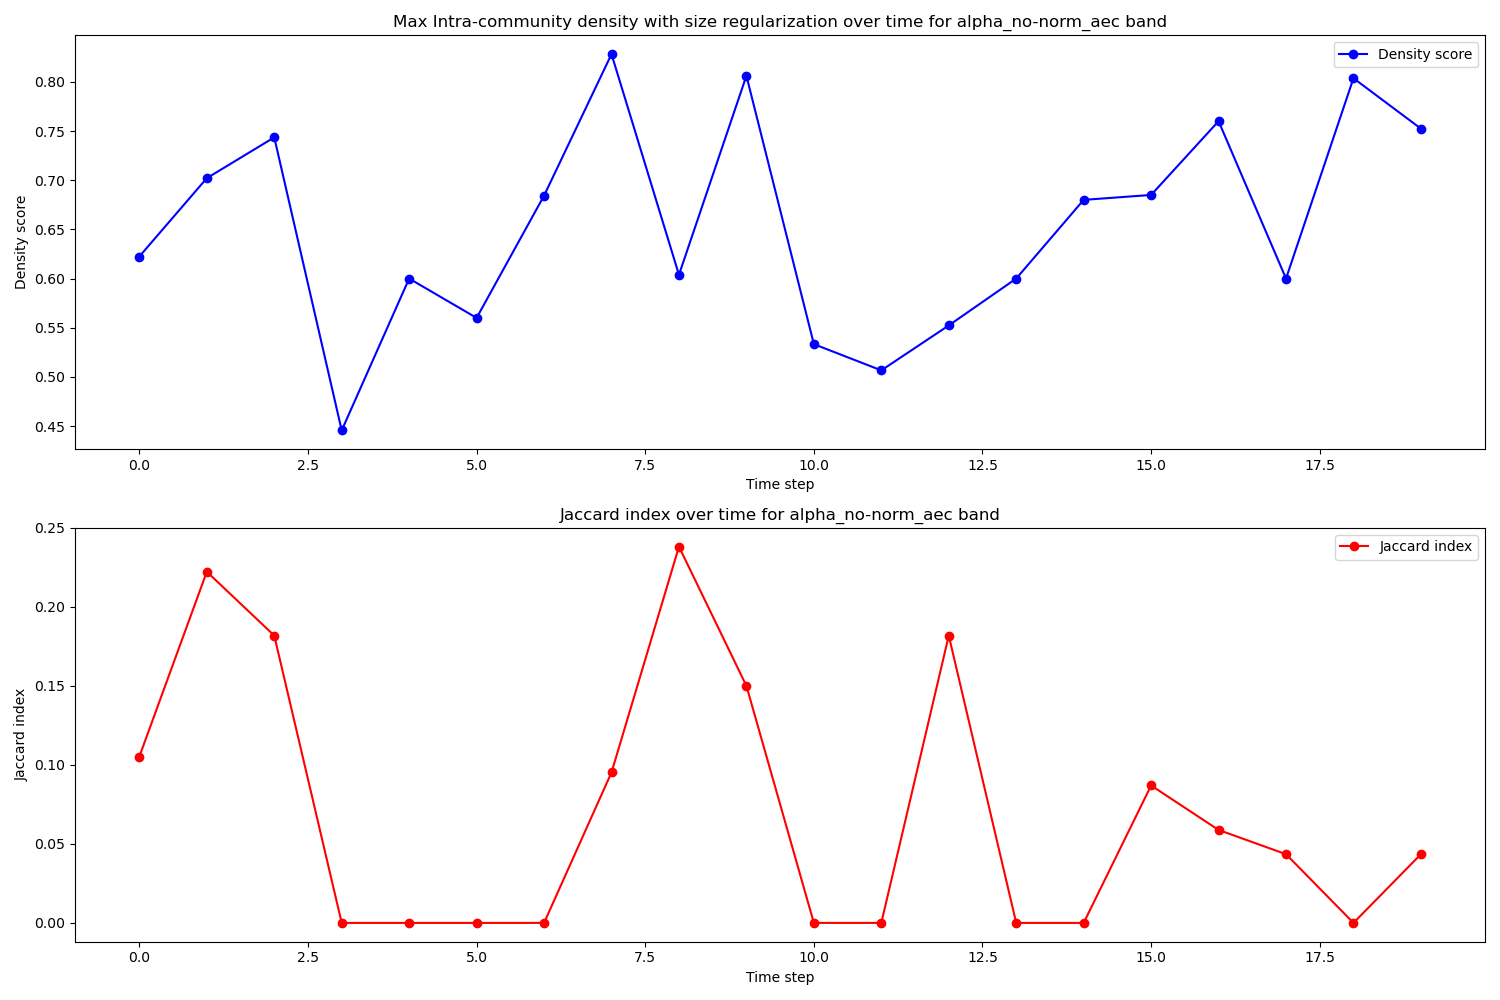 Max Intra-community density with size regularization over time for alpha_no-norm_aec band
Density score
0.80
0.75
0.70
0.65
0.60
0.55
0.50
0.45
Density score
0.0 2.5 5.0 7.5 10.0 12.5 15.0 17.5
Time step
Jaccard index over time for alpha_no-norm_aec band
Jaccard index
0.25
0.20
0.15
0.10
0.05
0.00
Jaccard index
0.0 2.5 5.0 7.5 10.0 12.5 15.0 17.5
Time step